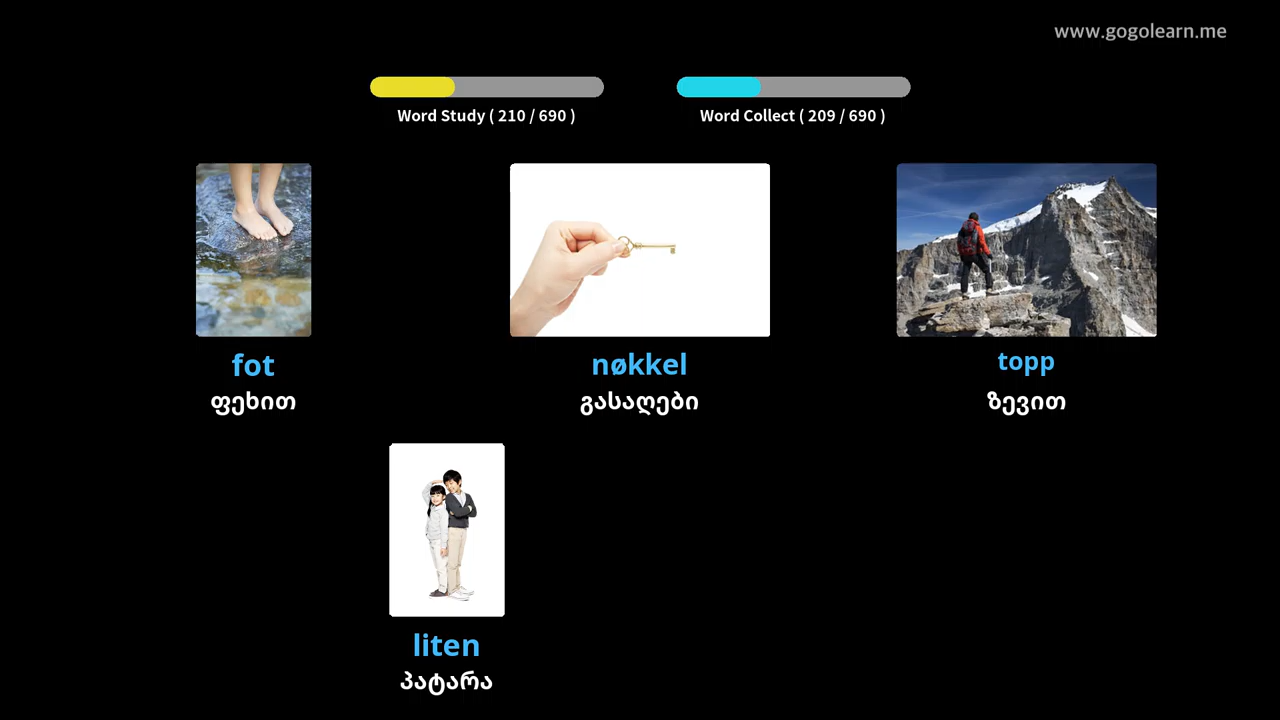 www.gogolearn.me
Word Study ( 210 / 690 )
Word Collect ( 209 / 690 )
fot
ფეხით
nøkkel
გასაღები
topp
ზევით
liten
პატარა